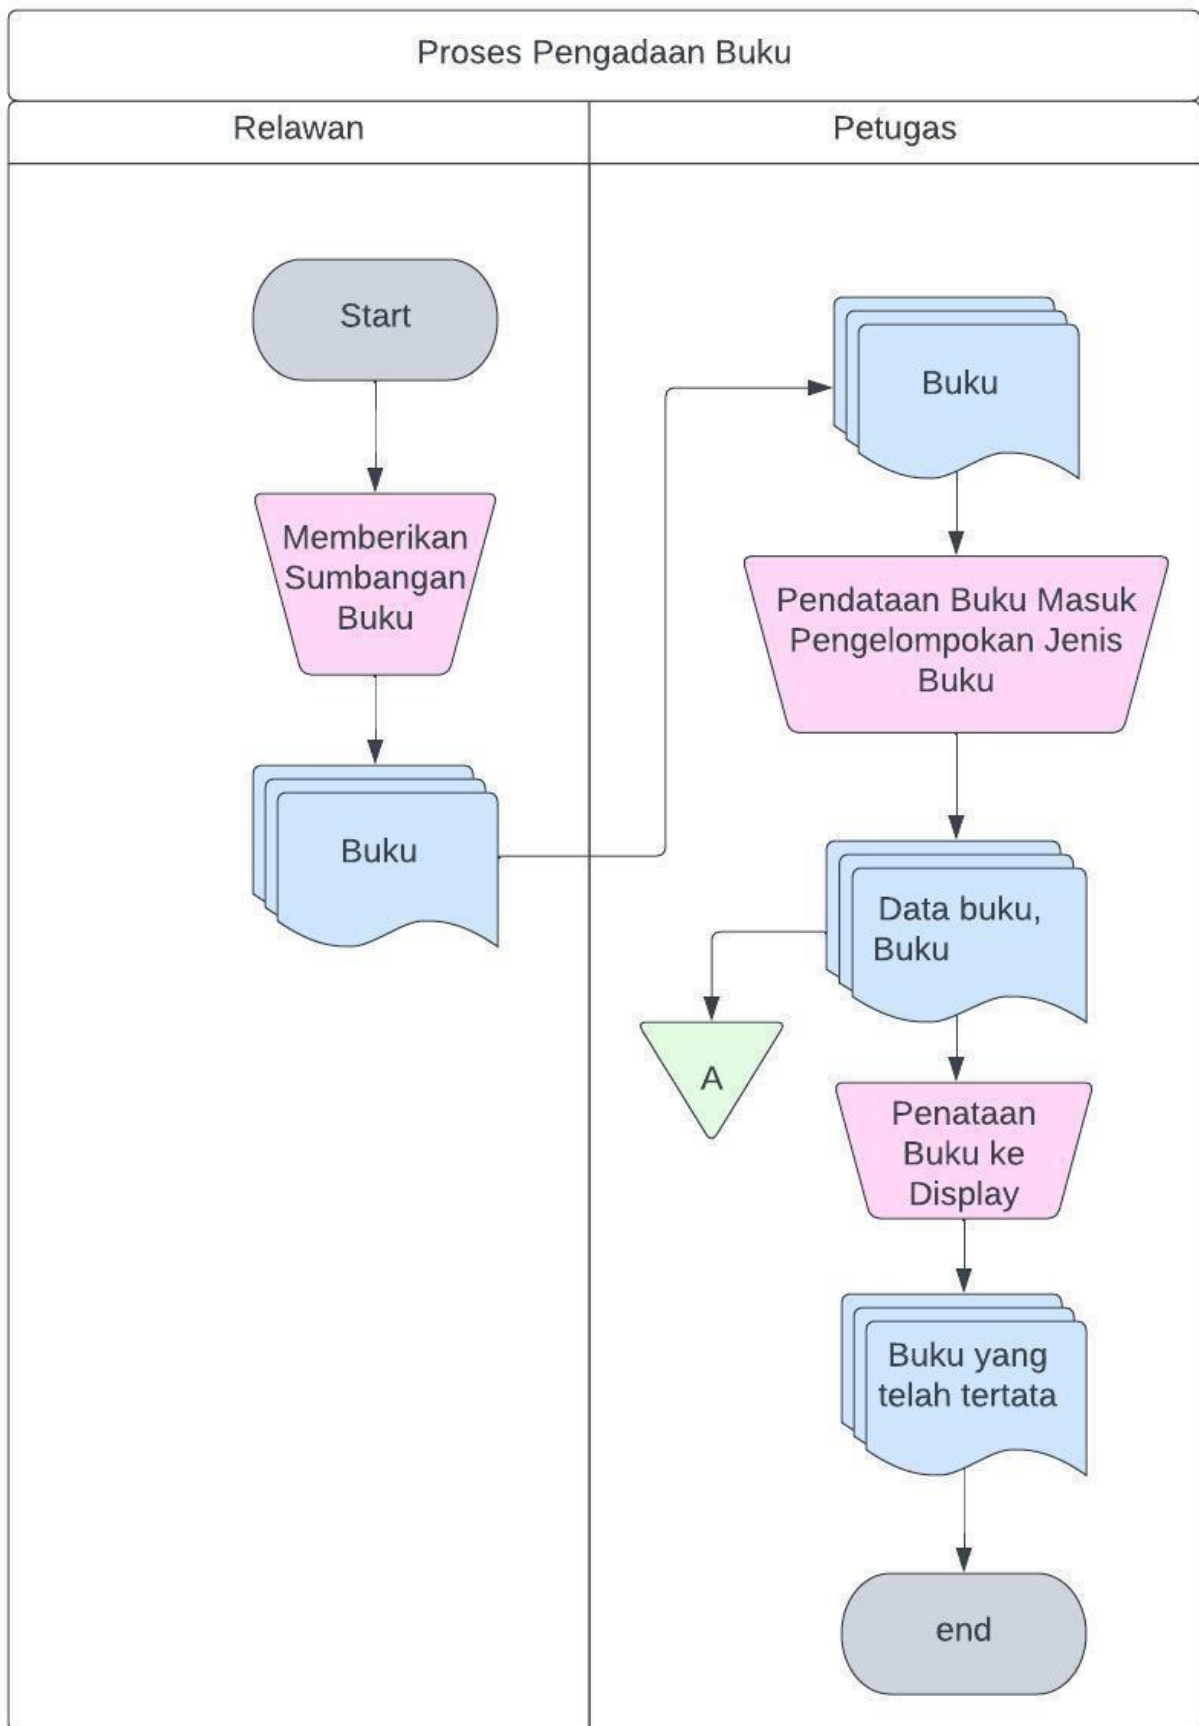 Proses Pengadaan Buku
Relawan
Petugas
Start
Memberikan
Sumbangan
Buku
Buku
Buku
Pendataan Buku Masuk
Pengelompokan Jenis
Buku
Data buku,
Buku
A
Penataan
Buku ke
Display
Buku yang
telah tertata
end